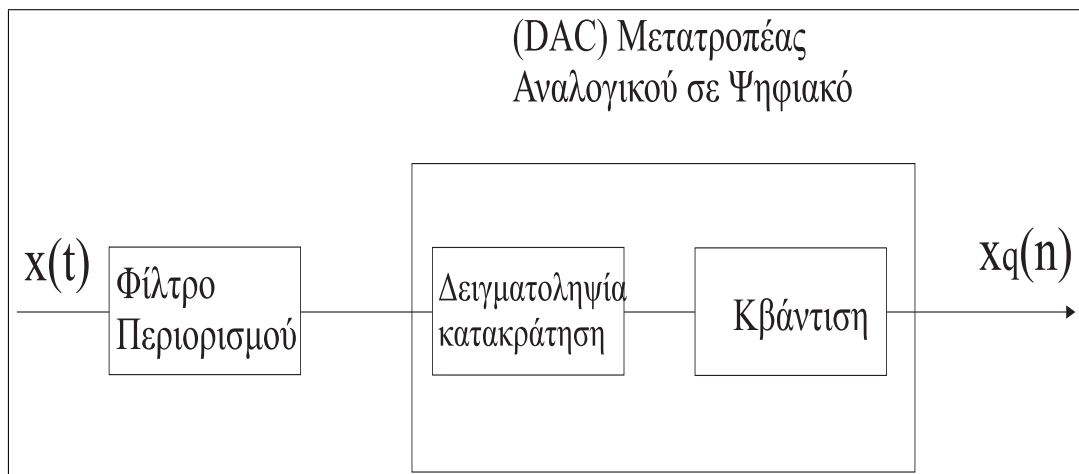 (DAC) Μετατροπέας
Αναλογικού σε Ψηφιακό
x(t)
Φίλτρο
Περιορισμού
Δειγματοληψία
κατακράτηση
Κβάντιση
xq(n)